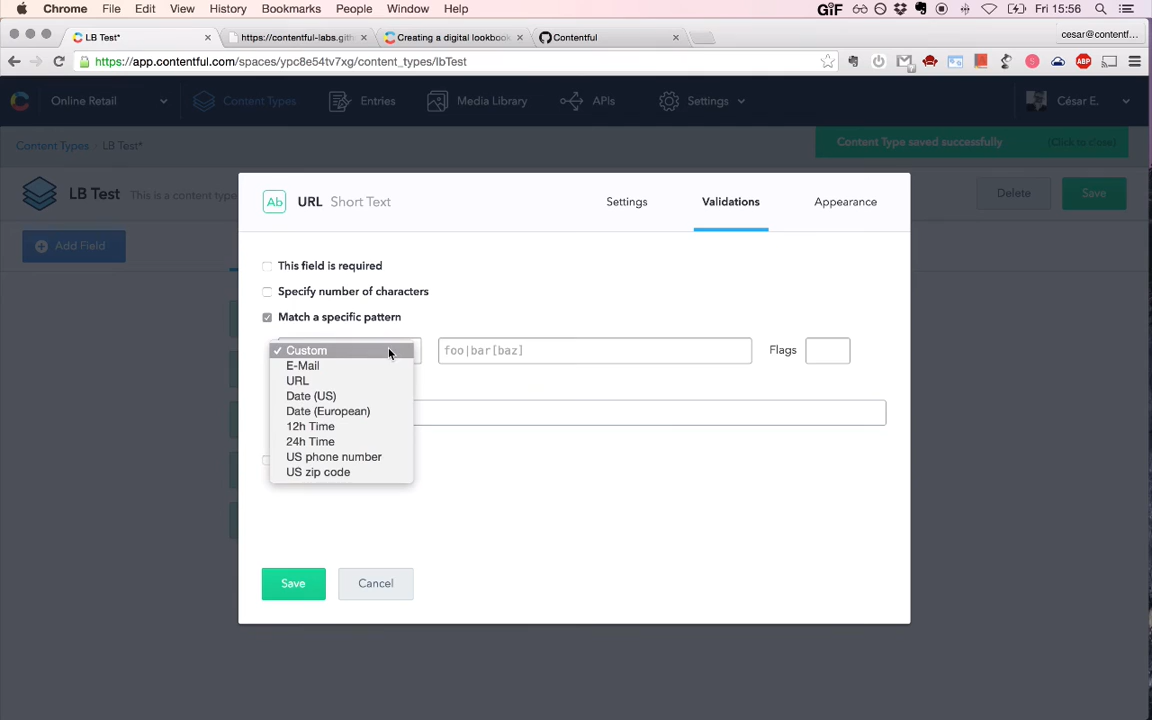 Chrome File Edit View History Bookmarks People Window Help GiF Fri 15:56
LB Test* https://contentful-labs.gith Creating a digital lookbook. Contentful cesar@contentf...
https://app.contentful.com/spaces/ypc8e54tv7xg/content_types/lbTest ABP
Online Retail Content Types Entries Media Library APIs Settings César E.
Content Types LB Test* Content Type saved successfully (Click to close)
LB Test This is a content type Delete Save
Add Field
Ab URL Short Text Settings Validations Appearance
This field is required
Specify number of characters
Match a specific pattern
✓ Custom foo|bar[baz] Flags
E-Mail
URL
Date (US)
Date (European)
12h Time
24h Time
US phone number
US zip code
Save Cancel